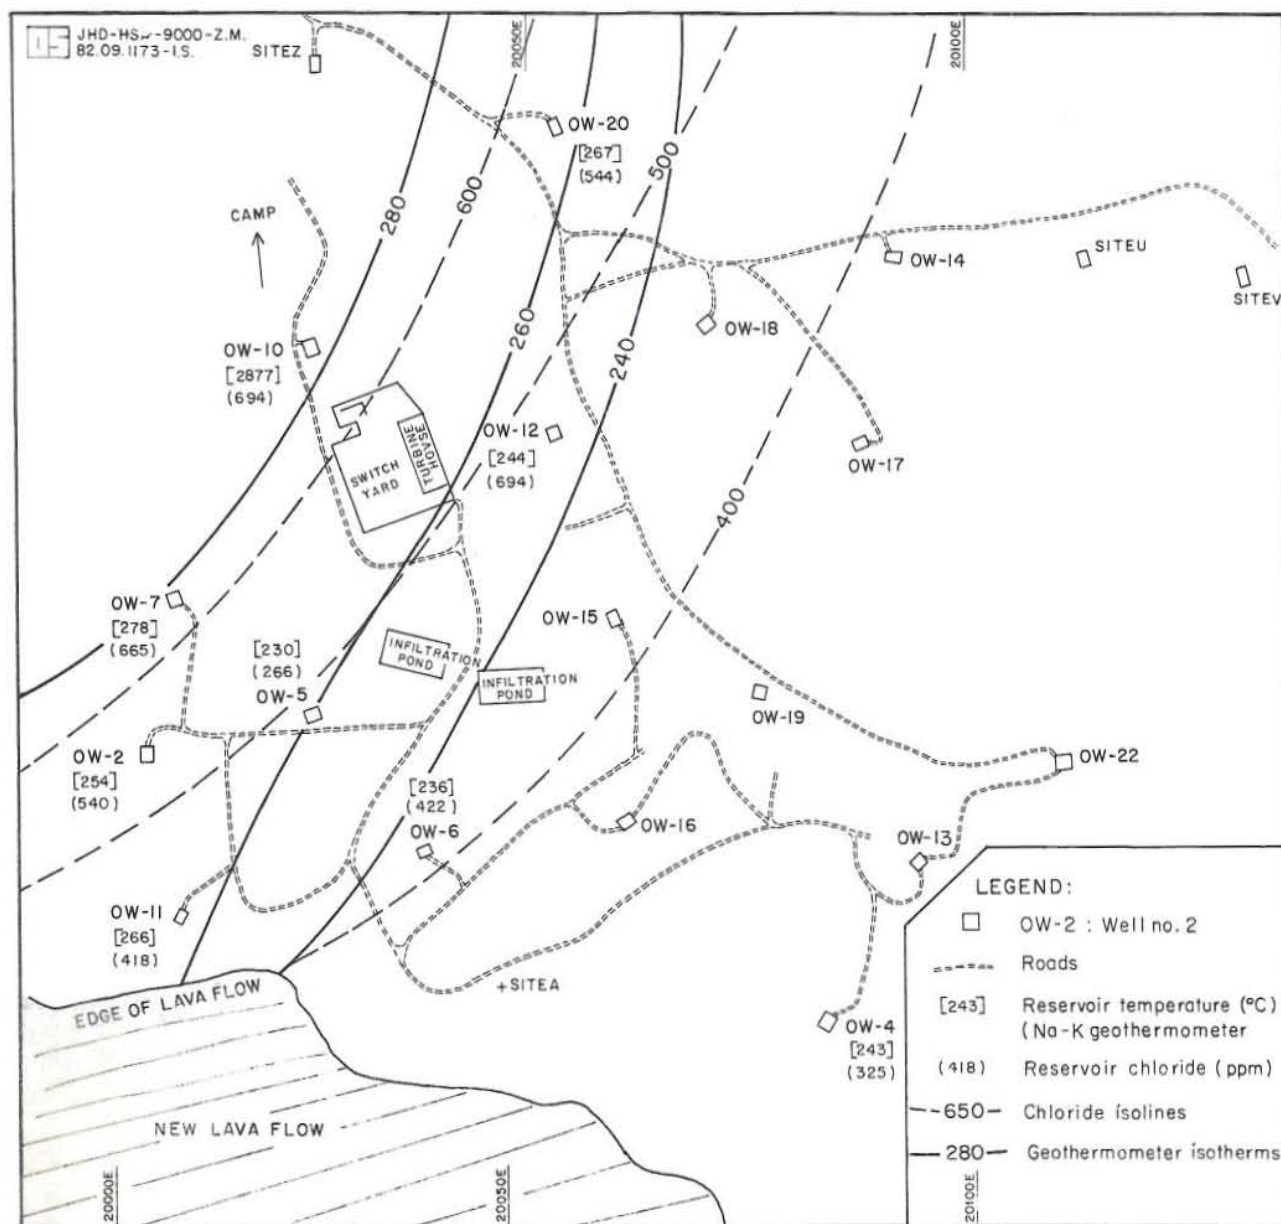 JHD-HSP-9000-Z.M.
82.09.1173-I.S.
SITEZ
20050E
20100E
OW-20
[267]
(544)
500
600
280
CAMP
SITEU
OW-14
SITEV
260
240
OW-18
OW-10
[2877]
(694)
OW-12
[244]
(694)
TURBINE
HOVSE
SWITCH
YARD
OW-17
400
OW-7
[278]
(665)
OW-15
[230]
(266)
OW-5
INFILTRATION
POND
INFILTRATION
POND
OW-19
OW-2
[254]
(540)
OW-22
[236]
(422)
OW-6
OW-16
OW-13
OW-11
[266]
(418)
EDGE OF LAVA FLOW
+SITEA
OW-4
[243]
(325)
NEW LAVA FLOW
20000E
20050E
20100E
LEGEND:
OW-2 : Well no. 2
Roads
[243] Reservoir temperature (°C)
(Na-K geothermometer
(418) Reservoir chloride (ppm)
650 Chloride isolines
280 Geothermometer isotherms